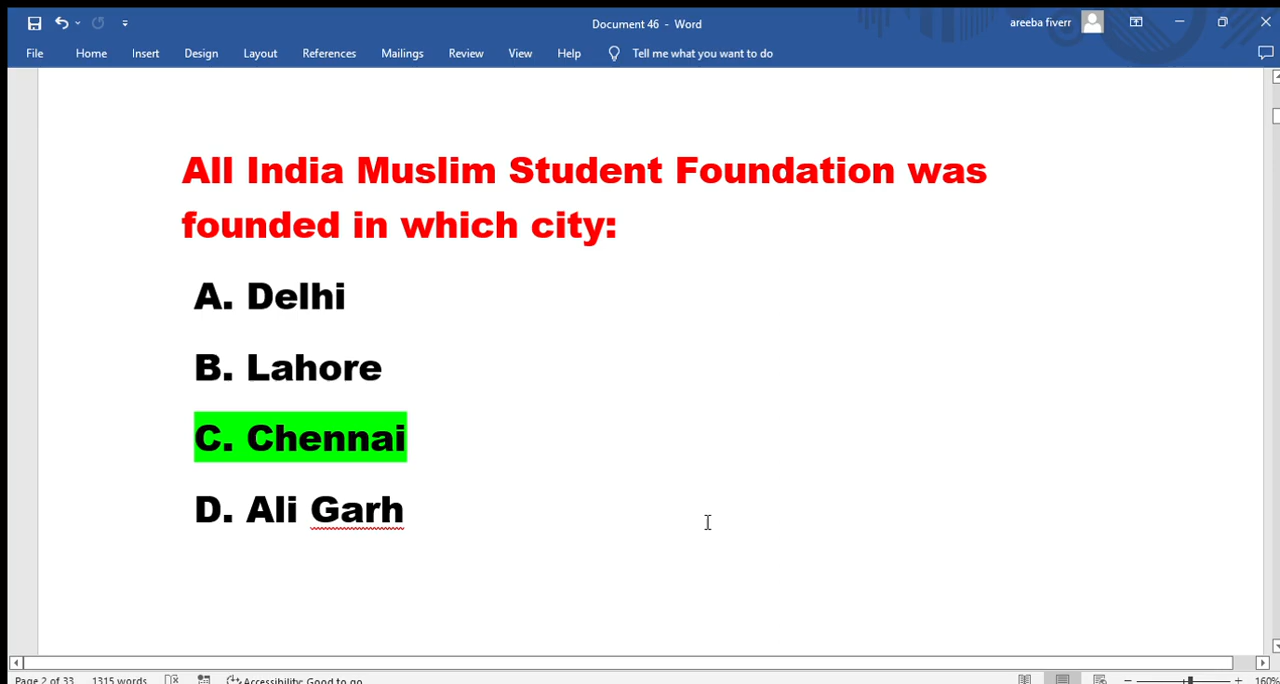 Document 46 - Word
areeba fiverr
File Home Insert Design Layout References Mailings Review View Help Tell me what you want to do
All India Muslim Student Foundation was
founded in which city:
A. Delhi
B. Lahore
C. Chennai
D. Ali Garh
Page 2 of 33 1315 words Accessibility: Good to go 160%